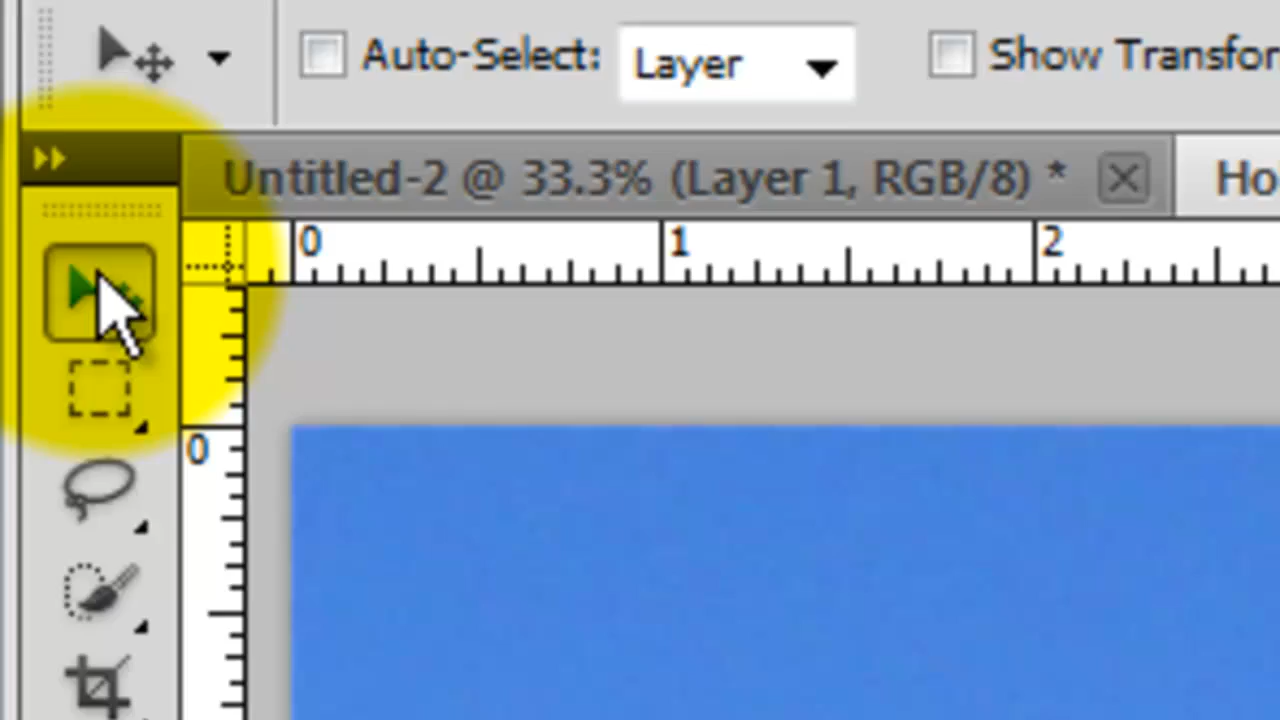 Auto-Select: Layer Show Transfor
Untitled-2 @ 33.3% (Layer 1, RGB/8) * Ho
0 1 2
0